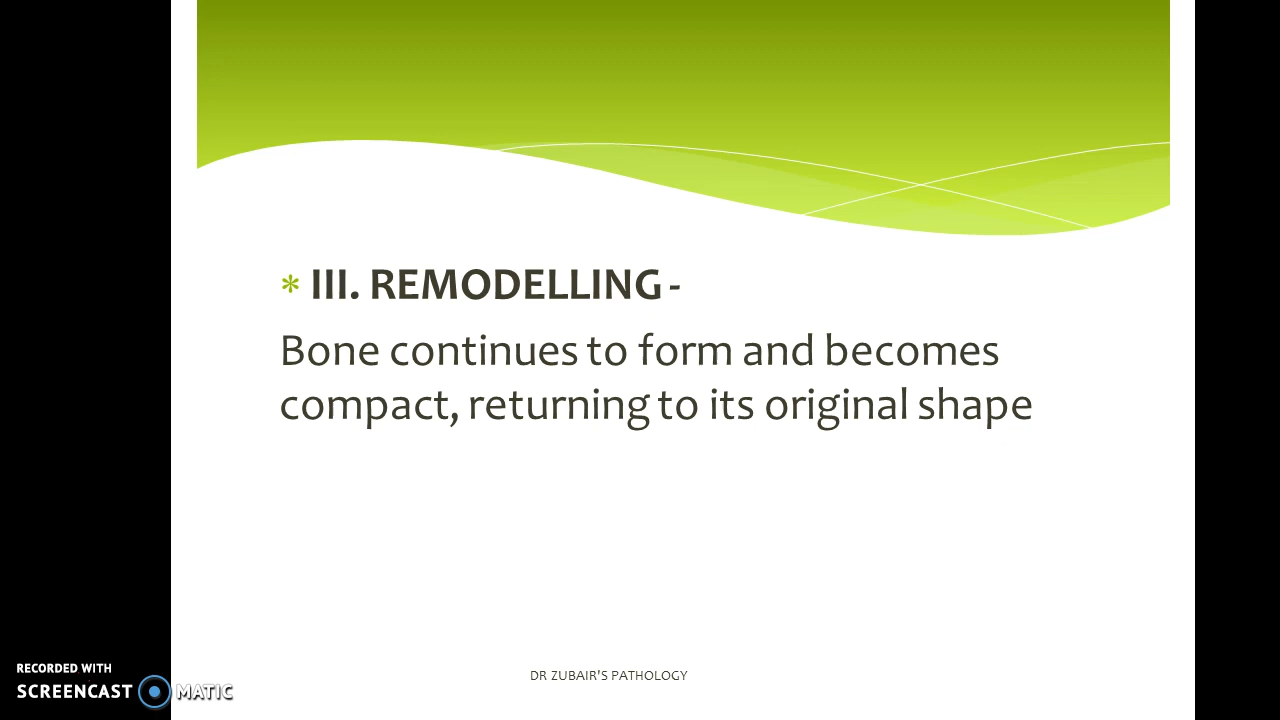 * III. REMODELLING -
Bone continues to form and becomes
compact, returning to its original shape
DR ZUBAIR'S PATHOLOGY
RECORDED WITH
SCREENCAST MATIC